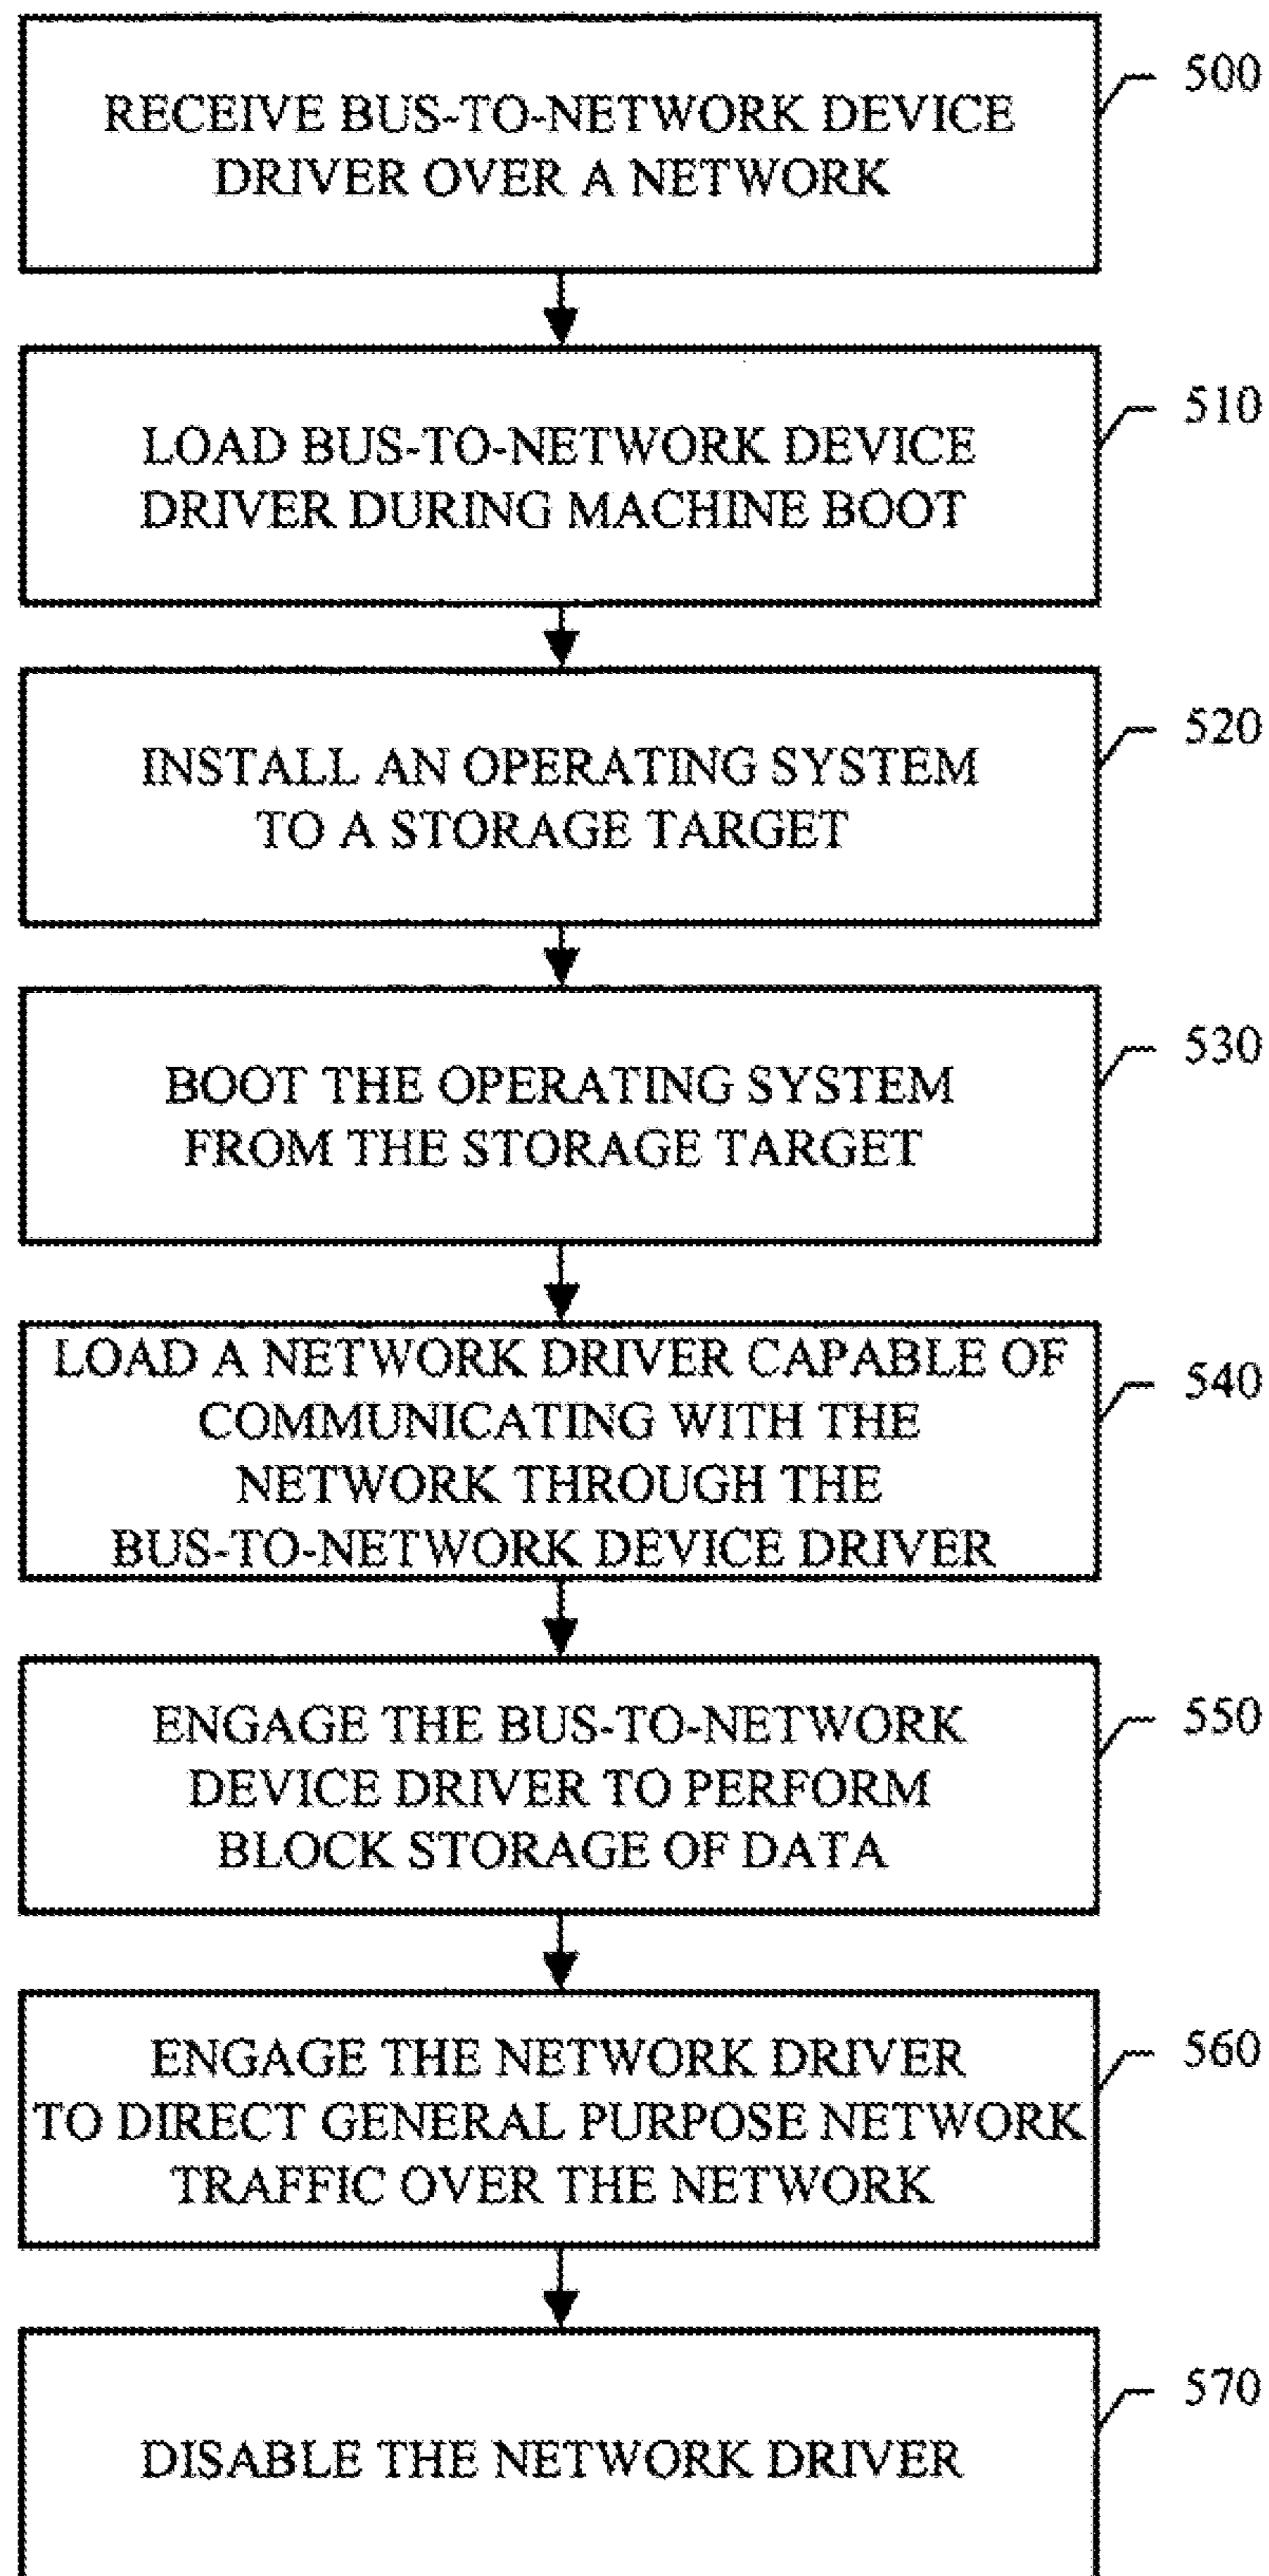 RECEIVE BUS-TO-NETWORK DEVICE
DRIVER OVER A NETWORK
500
LOAD BUS-TO-NETWORK DEVICE
DRIVER DURING MACHINE BOOT
510
INSTALL AN OPERATING SYSTEM
TO A STORAGE TARGET
520
BOOT THE OPERATING SYSTEM
FROM THE STORAGE TARGET
530
LOAD A NETWORK DRIVER CAPABLE OF
COMMUNICATING WITH THE
NETWORK THROUGH THE
BUS-TO-NETWORK DEVICE DRIVER
540
ENGAGE THE BUS-TO-NETWORK
DEVICE DRIVER TO PERFORM
BLOCK STORAGE OF DATA
550
ENGAGE THE NETWORK DRIVER
TO DIRECT GENERAL PURPOSE NETWORK
TRAFFIC OVER THE NETWORK
560
DISABLE THE NETWORK DRIVER
570